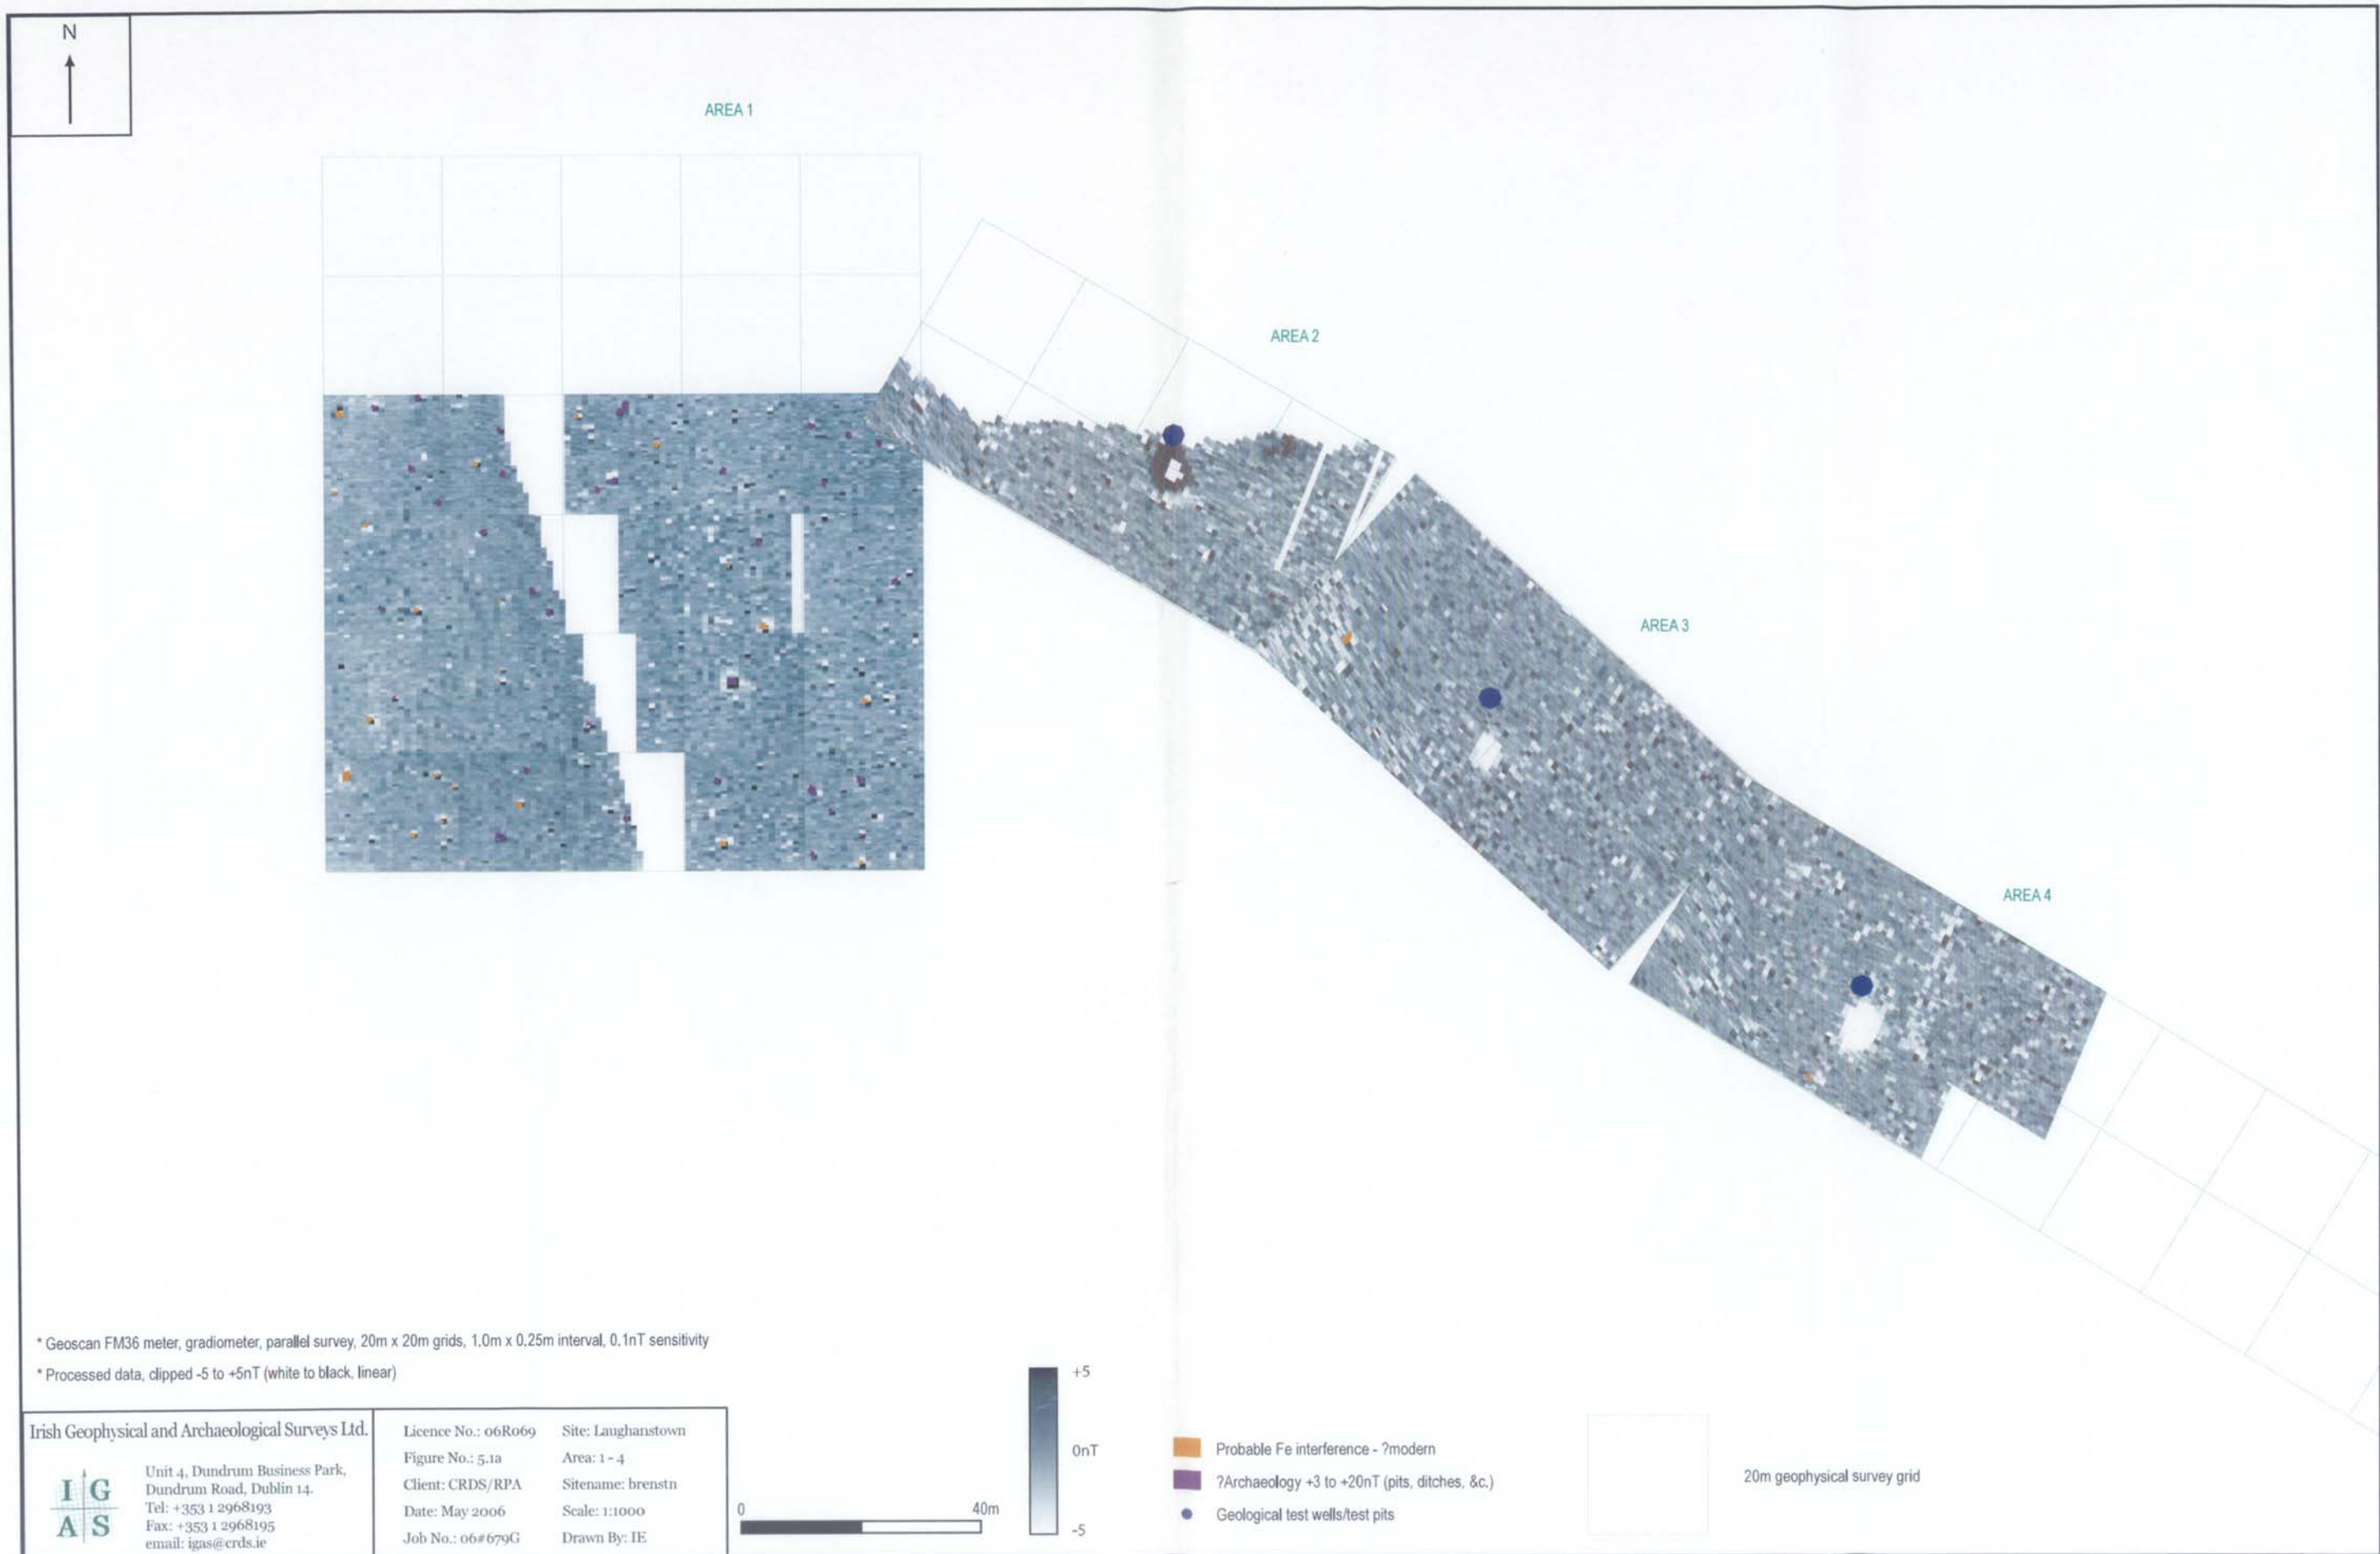 N
AREA 1
AREA 2
AREA 3
AREA 4
* Geoscan FM36 meter, gradiometer, parallel survey, 20m x 20m grids, 1.0m x 0.25m interval, 0.1nT sensitivity
* Processed data, clipped -5 to +5nT (white to black, linear)
Irish Geophysical and Archaeological Surveys Ltd.
I G
A S
Unit 4, Dundrum Business Park,
Dundrum Road, Dublin 14.
Tel: +353 1 2968193
Fax: +353 1 2968195
email: igas@crds.ie
Licence No.: 06R069
Figure No.: 5.1a
Client: CRDS/RPA
Date: May 2006
Job No.: 06#679G
Site: Laughanstown
Area: 1 - 4
Sitename: brenstn
Scale: 1:1000
Drawn By: IE
0 40m
+5
0nT
-5
Probable Fe interference - ?modern
?Archaeology +3 to +20nT (pits, ditches, &c.)
Geological test wells/test pits
20m geophysical survey grid